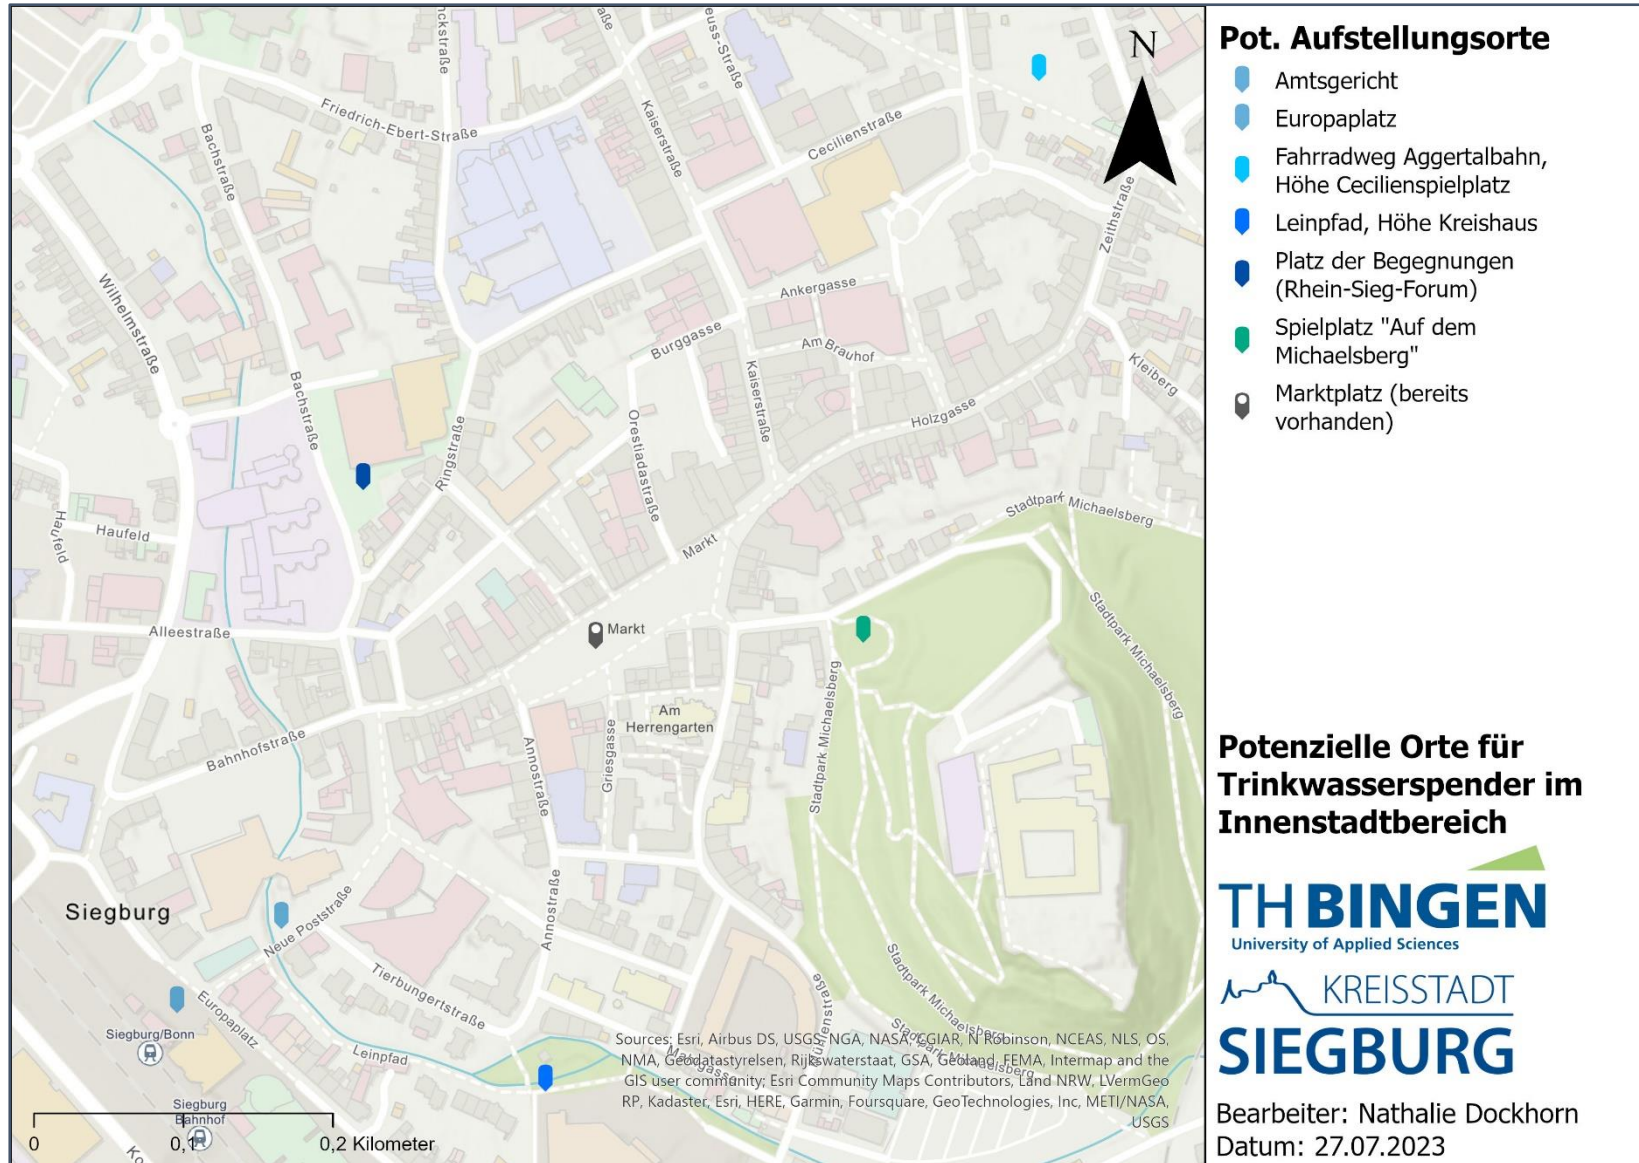 Pot. Aufstellungsorte
Amtsgericht
Europaplatz
Fahrradweg Aggertalbahn,
Höhe Cecilienspielplatz
Leinpfad, Höhe Kreishaus
Platz der Begegnungen
(Rhein-Sieg-Forum)
Spielplatz "Auf dem
Michaelsberg"
Marktplatz (bereits
vorhanden)
Potenzielle Orte für
Trinkwasserspender im
Innenstadtbereich
TH BINGEN
University of Applied Sciences
KREISSTADT
SIEGBURG
Bearbeiter: Nathalie Dockhorn
Datum: 27.07.2023
N
Friedrich-Ebert-Straße
Bachstraße
Kaiserstraße
Cecilienstraße
Zeithstraße
Wilhelmstraße
Ankergasse
Burggasse
Am Brauhof
Kleiberg
Bachstraße
Kaiserstraße
Holzgasse
Orestiadastraße
Ringstraße
Haufeld
Haufeld
Markt
Stadtpark Michaelsberg
Stadtpark Michaelsberg
Alleestraße
Markt
Stadtpark Michaelsberg
Am
Herrengarten
Bahnhofstraße
Annostraße
Griesgasse
Siegburg
Neue Poststraße
Annostraße
Tierbungertstraße
Stadtpark Michaelsberg
Stadtpark Michaelsberg
Mühlenstraße
Europaplatz
Leinpfad
Siegburg/Bonn
Siegburg
Bahnhof
0
0,1
0,2 Kilometer
Sources: Esri, Airbus DS, USGS, NGA, NASA, CGIAR, N Robinson, NCEAS, NLS, OS,
NMA, Geodatastyrelsen, Rijkswaterstaat, GSA, Geoland, FEMA, Intermap and the
GIS user community; Esri Community Maps Contributors, Land NRW, LVermGeo
RP, Kadaster, Esri, HERE, Garmin, Foursquare, GeoTechnologies, Inc, METI/NASA,
USGS